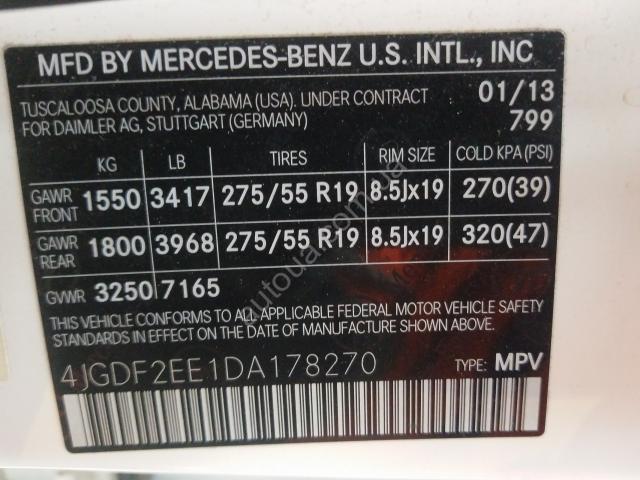 MFD BY MERCEDES-BENZ U.S. INTL., INC
TUSCALOOSA COUNTY, ALABAMA (USA). UNDER CONTRACT 01/13
FOR DAIMLER AG, STUTTGART (GERMANY) 799
KG LB TIRES RIM SIZE COLD KPA (PSI)
GAWR FRONT 1550 3417 275/55 R19 8.5Jx19 270(39)
GAWR REAR 1800 3968 275/55 R19 8.5Jx19 320(47)
GVWR 3250 7165
THIS VEHICLE CONFORMS TO ALL APPLICABLE FEDERAL MOTOR VEHICLE SAFETY
STANDARDS IN EFFECT ON THE DATE OF MANUFACTURE SHOWN ABOVE.
4JGDF2EE1DA178270 TYPE: MPV
autoua.com.ua